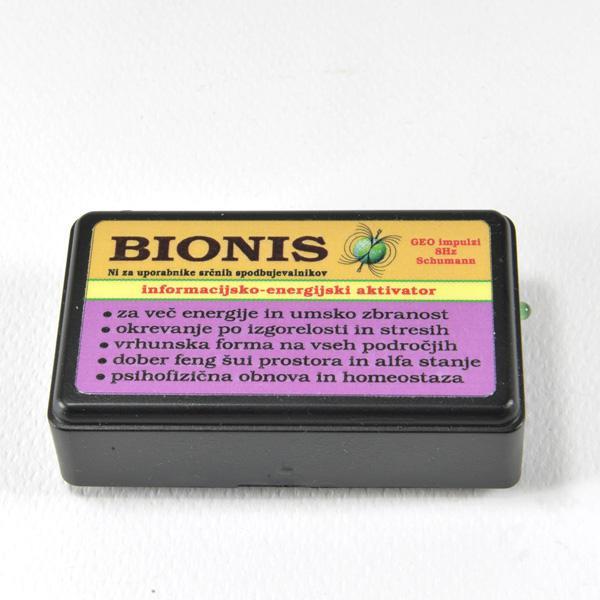 BIONIS
GEO impulzi
8Hz
Schumann
Ni za uporabnike srčnih spodbujevalnikov
informacijsko-energijski aktivator
• za več energije in umsko zbranost
• okrevanje po izgorelosti in stresih
• vrhunska forma na vseh področjih
• dober feng šui prostora in alfa stanje
• psihofizična obnova in homeostaza